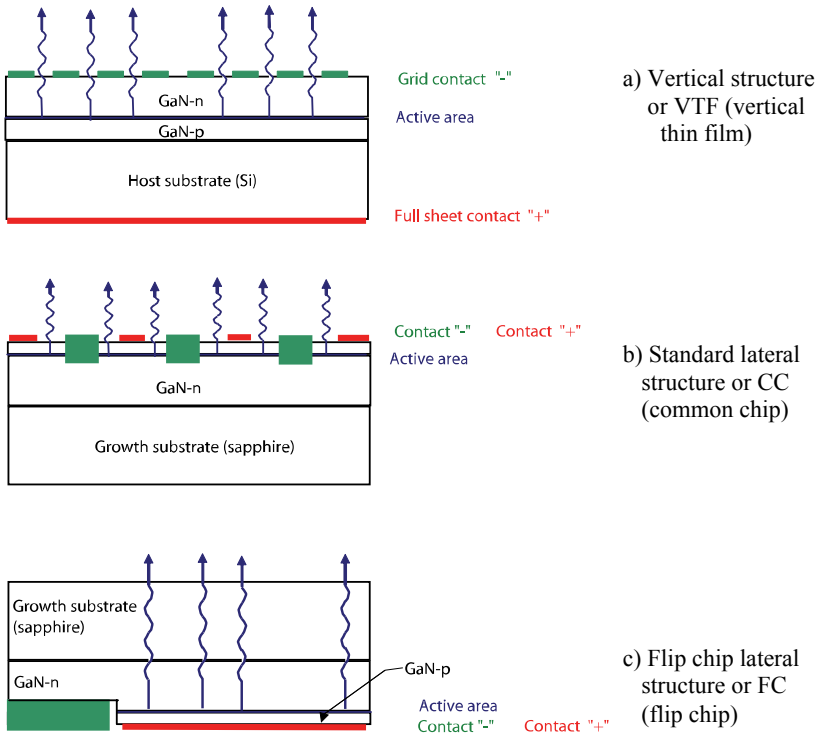 Grid contact "-"
GaN-n
Active area
GaN-p
Host substrate (Si)
Full sheet contact "+"
a) Vertical structure
or VTF (vertical
thin film)
Contact "-" Contact "+"
Active area
GaN-n
Growth substrate (sapphire)
b) Standard lateral
structure or CC
(common chip)
Growth substrate
(sapphire)
GaN-n
GaN-p
Active area
Contact "-" Contact "+"
c) Flip chip lateral
structure or FC
(flip chip)